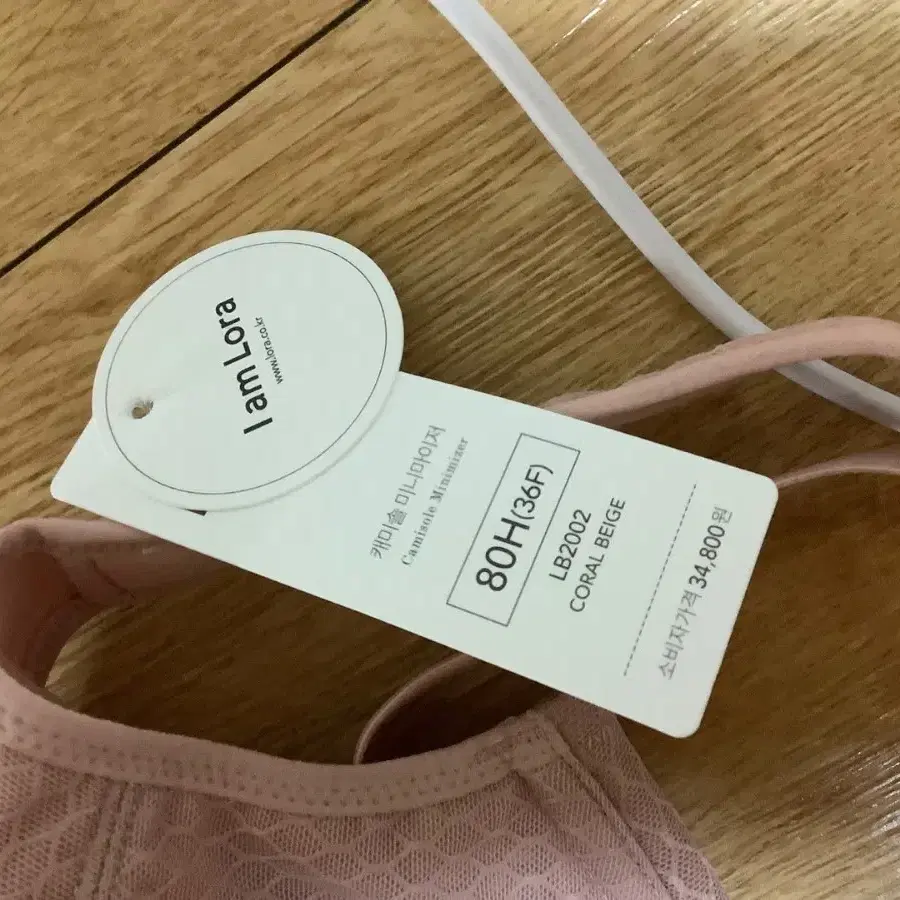 I am Lora
www.lora.co.kr
캐미솔 미니마이저
Camisole Minimizer
80H(36F)
LB2002
CORAL BEIGE
소비자가격 34,800원